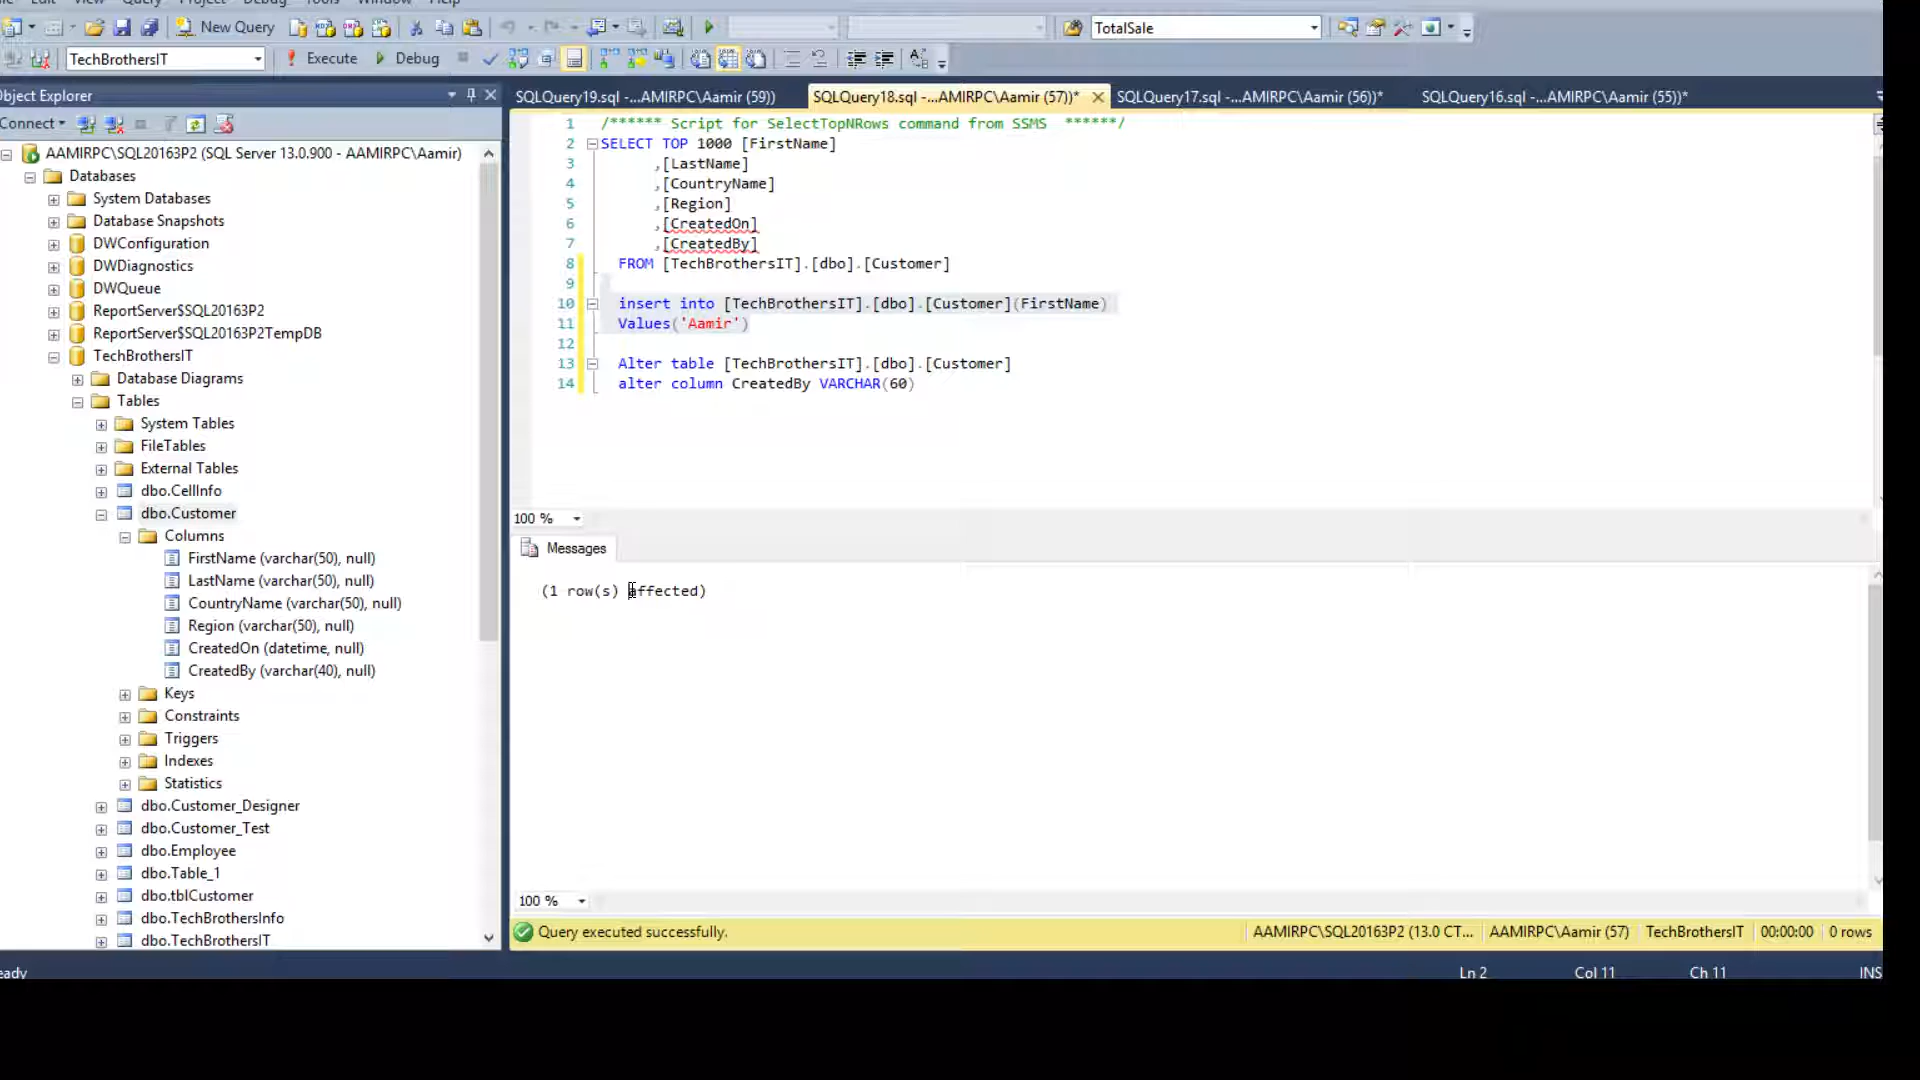 View Query Project Debug Tools Window Help
New Query TotalSale
TechBrothersIT Execute Debug
Object Explorer
Connect
AAMIRPC\SQL20163P2 (SQL Server 13.0.900 - AAMIRPC\Aamir)
Databases
System Databases
Database Snapshots
DWConfiguration
DWDiagnostics
DWQueue
ReportServer$SQL20163P2
ReportServer$SQL20163P2TempDB
TechBrothersIT
Database Diagrams
Tables
System Tables
FileTables
External Tables
dbo.CellInfo
dbo.Customer
Columns
FirstName (varchar(50), null)
LastName (varchar(50), null)
CountryName (varchar(50), null)
Region (varchar(50), null)
CreatedOn (datetime, null)
CreatedBy (varchar(40), null)
Keys
Constraints
Triggers
Indexes
Statistics
dbo.Customer_Designer
dbo.Customer_Test
dbo.Employee
dbo.Table_1
dbo.tblCustomer
dbo.TechBrothersInfo
dbo.TechBrothersIT
SQLQuery19.sql -...AMIRPC\Aamir (59)) SQLQuery18.sql -...AMIRPC\Aamir (57))* SQLQuery17.sql -...AMIRPC\Aamir (56))* SQLQuery16.sql -...AMIRPC\Aamir (55))*
1 /****** Script for SelectTopNRows command from SSMS ******/
2 SELECT TOP 1000 [FirstName]
3 ,[LastName]
4 ,[CountryName]
5 ,[Region]
6 ,[CreatedOn]
7 ,[CreatedBy]
8 FROM [TechBrothersIT].[dbo].[Customer]
9
10 insert into [TechBrothersIT].[dbo].[Customer](FirstName)
11 Values('Aamir')
12
13 Alter table [TechBrothersIT].[dbo].[Customer]
14 alter column CreatedBy VARCHAR(60)
100 %
Messages
(1 row(s) affected)
100 %
Query executed successfully. AAMIRPC\SQL20163P2 (13.0 CT... AAMIRPC\Aamir (57) TechBrothersIT 00:00:00 0 rows
eady Ln 2 Col 11 Ch 11 INS